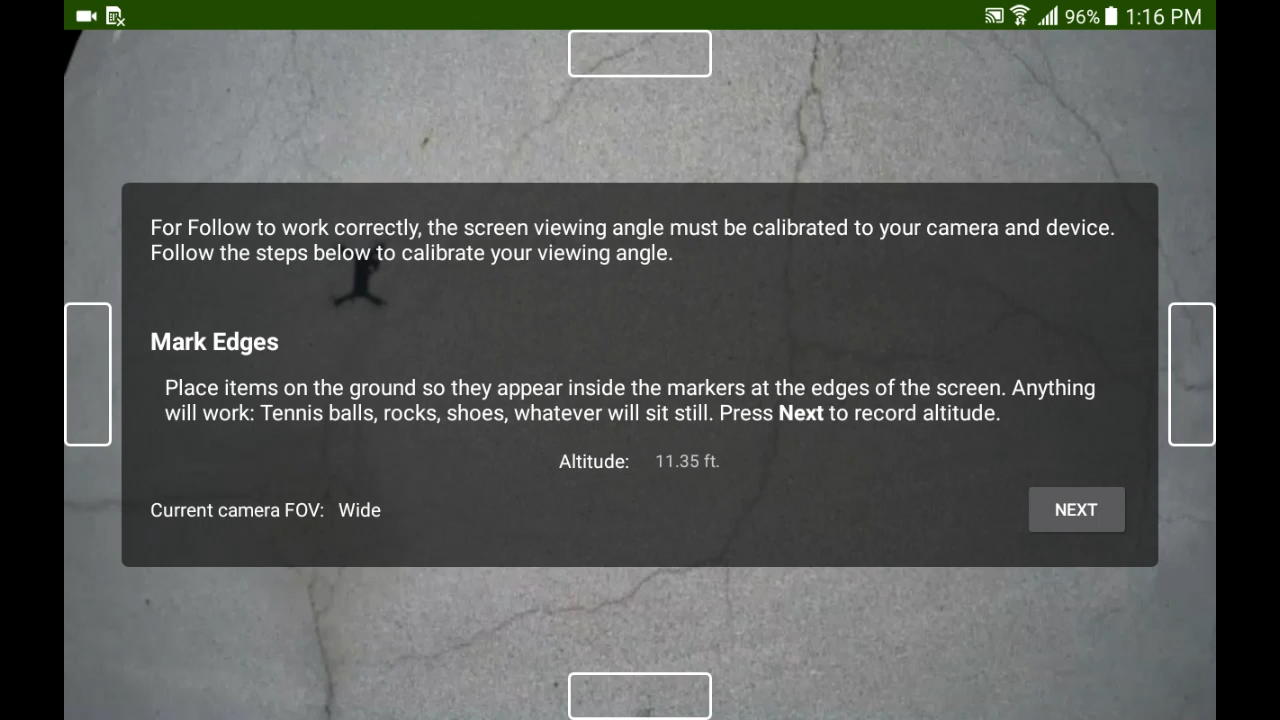 96% 1:16 PM
For Follow to work correctly, the screen viewing angle must be calibrated to your camera and device.
Follow the steps below to calibrate your viewing angle.
Mark Edges
Place items on the ground so they appear inside the markers at the edges of the screen. Anything
will work: Tennis balls, rocks, shoes, whatever will sit still. Press Next to record altitude.
Altitude: 11.35 ft.
Current camera FOV: Wide
NEXT